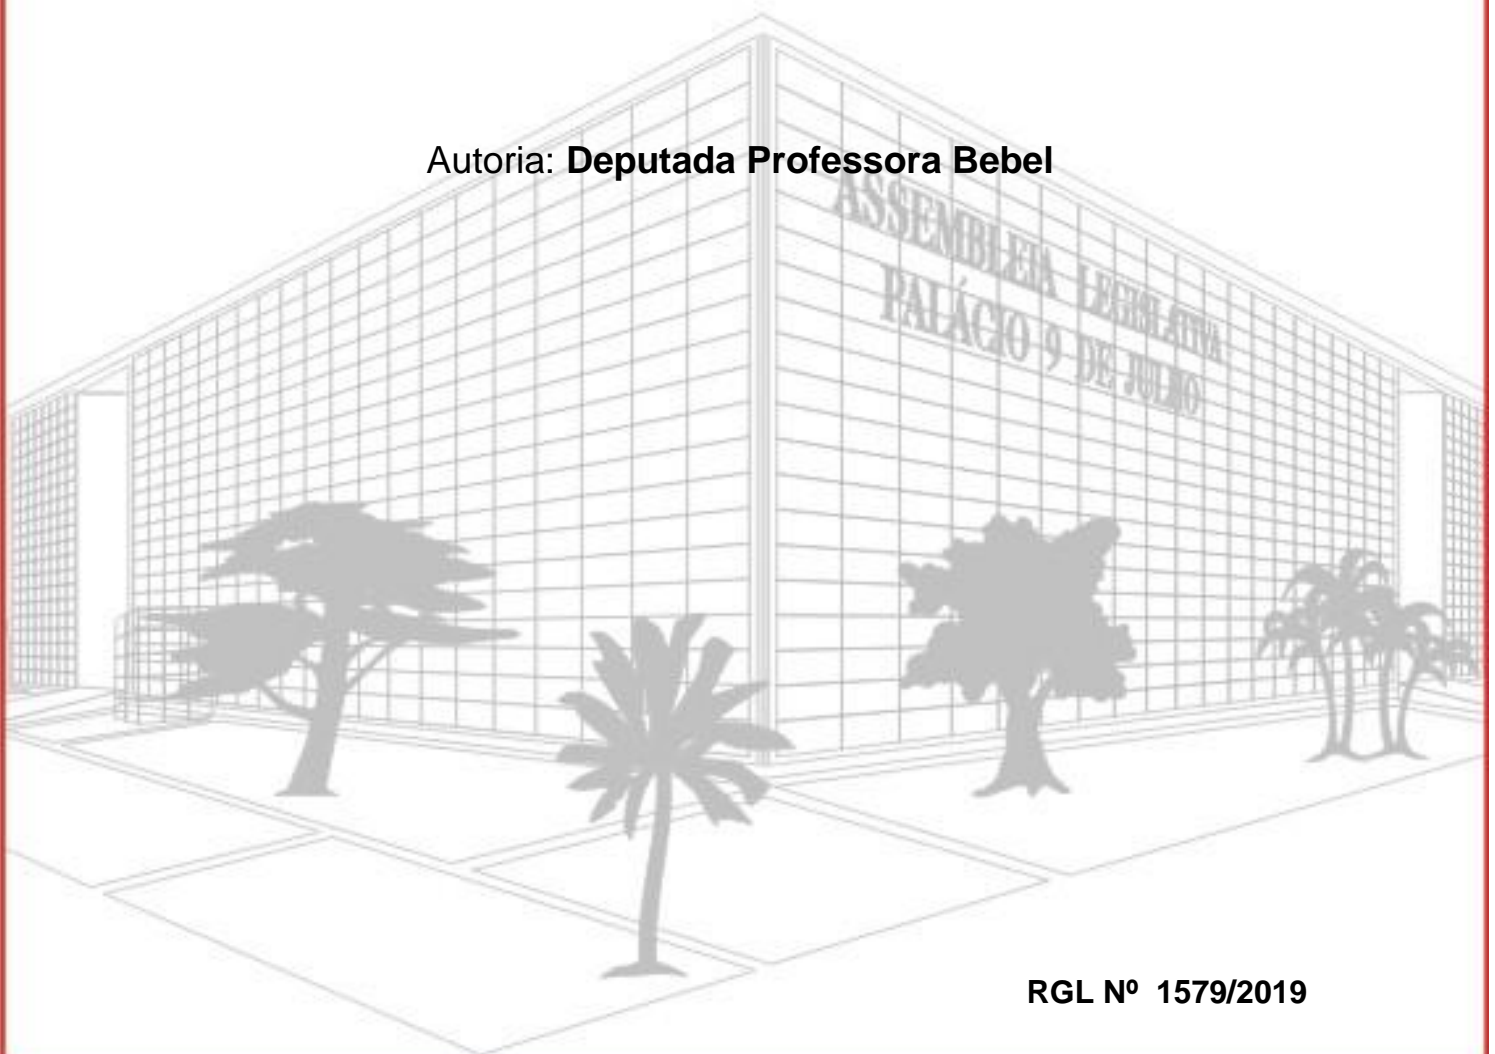 Autoria: Deputada Professora Bebel
ASSEMBLEIA LEGISLATIVA
PALÁCIO 9 DE JULHO
RGL Nº 1579/2019